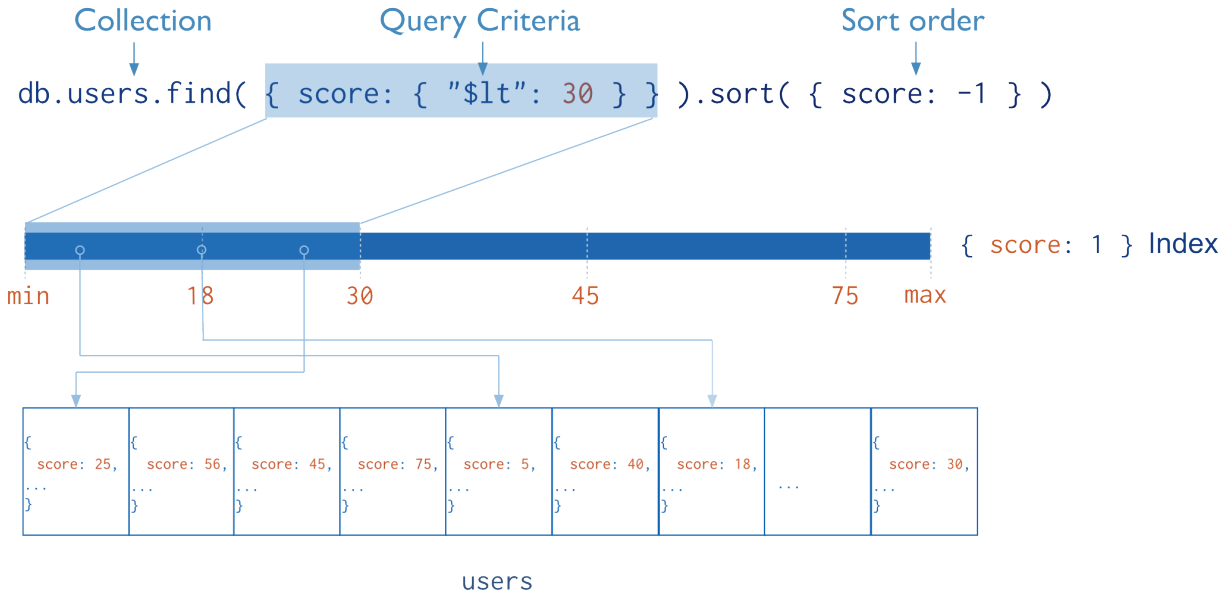 Collection Query Criteria Sort order
db.users.find( { score: { "$lt": 30 } } ).sort( { score: -1 } )
{ score: 1 } Index
min 18 30 45 75 max
{ { { { { { { {
score: 25, score: 56, score: 45, score: 75, score: 5, score: 40, score: 18, score: 30,
... ... ... ... ... ... ... ... ...
} } } } } } } }
users